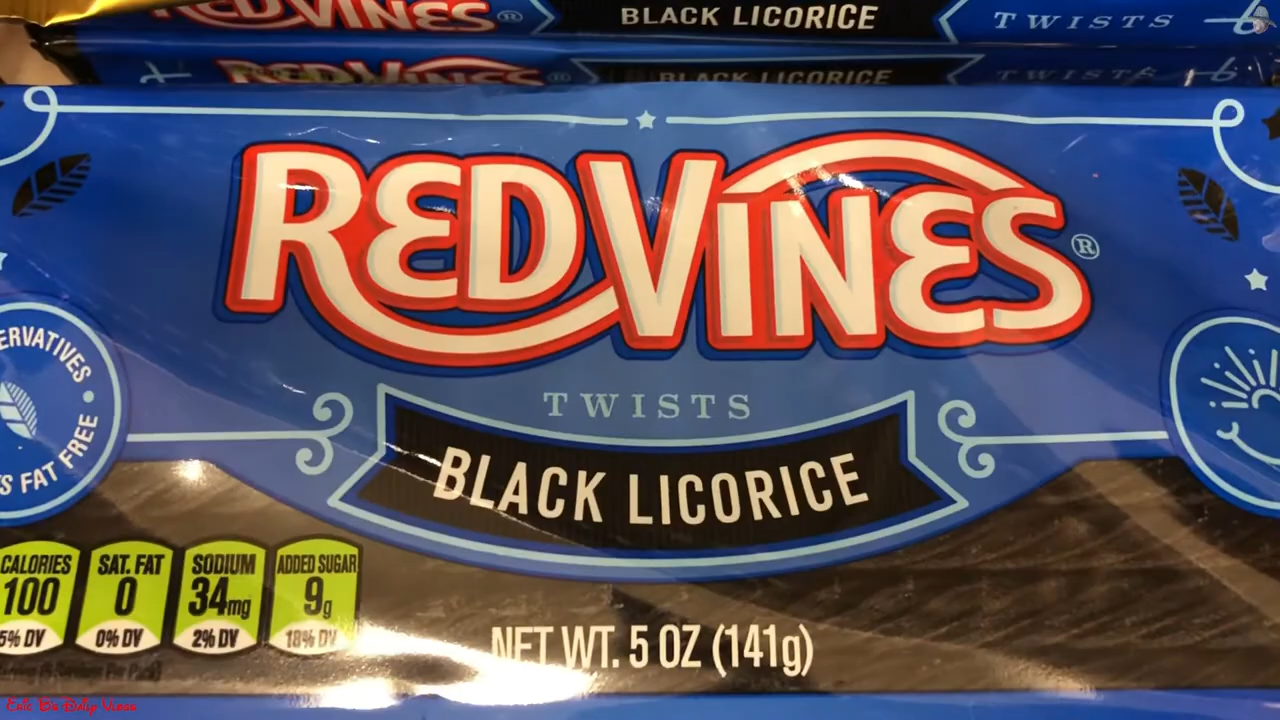 RED VINES®
BLACK LICORICE
TWISTS
RED VINES®
BLACK LICORICE
TWISTS
RED VINES®
TWISTS
BLACK LICORICE
ERVATIVES •
S FAT FREE
CALORIES
100
5% DV
SAT. FAT
0
0% DV
SODIUM
34mg
2% DV
ADDED SUGAR
9g
18% DV
NET WT. 5 OZ (141g)